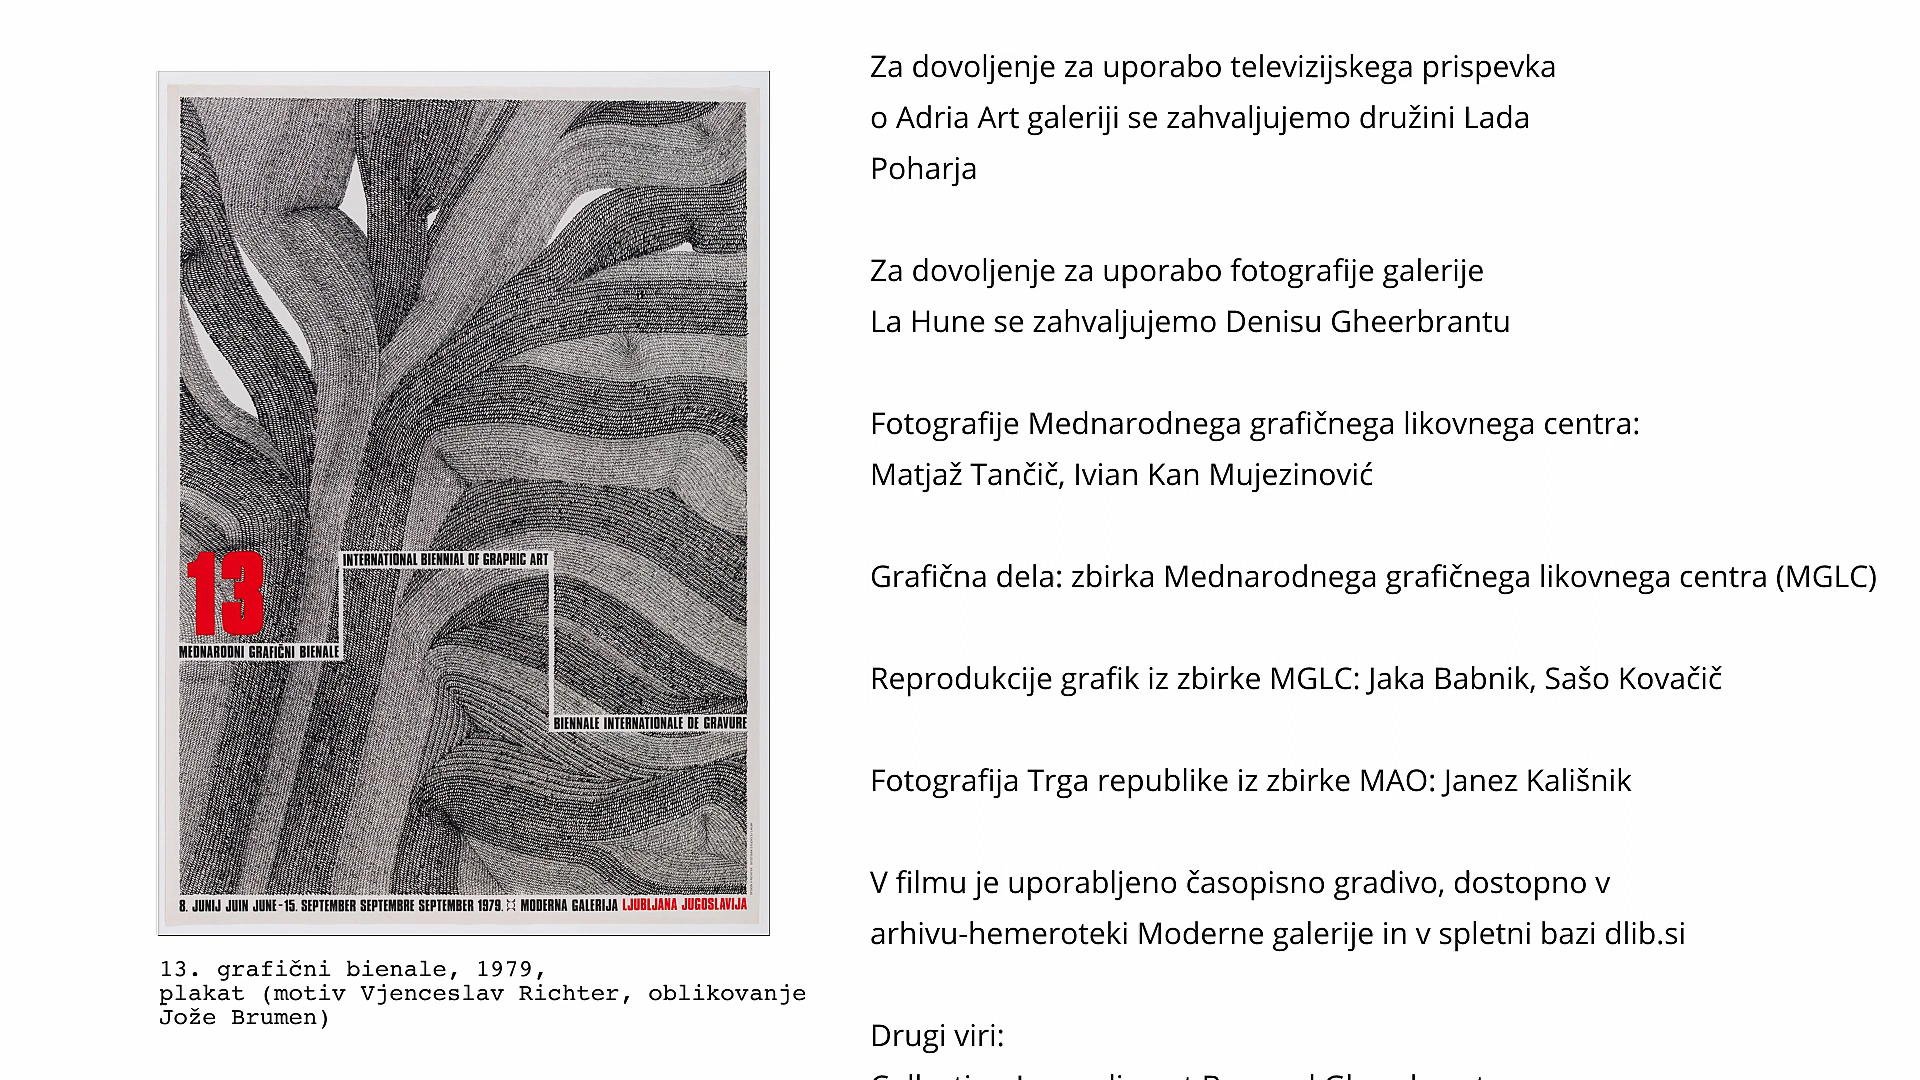 13
INTERNATIONAL BIENNIAL OF GRAPHIC ART
MEDNARODNI GRAFIČNI BIENALE
BIENNALE INTERNATIONALE DE GRAVURE
8. JUNIJ JUIN JUNE-15. SEPTEMBER SEPTEMBRE SEPTEMBER 1979. MODERNA GALERIJA LJUBLJANA JUGOSLAVIJA
13. grafični bienale, 1979,
plakat (motiv Vjenceslav Richter, oblikovanje
Jože Brumen)
Za dovoljenje za uporabo televizijskega prispevka
o Adria Art galeriji se zahvaljujemo družini Lada
Poharja
Za dovoljenje za uporabo fotografije galerije
La Hune se zahvaljujemo Denisu Gheerbrantu
Fotografije Mednarodnega grafičnega likovnega centra:
Matjaž Tančič, Ivian Kan Mujezinović
Grafična dela: zbirka Mednarodnega grafičnega likovnega centra (MGLC)
Reprodukcije grafik iz zbirke MGLC: Jaka Babnik, Sašo Kovačič
Fotografija Trga republike iz zbirke MAO: Janez Kališnik
V filmu je uporabljeno časopisno gradivo, dostopno v
arhivu-hemeroteki Moderne galerije in v spletni bazi dlib.si
Drugi viri: